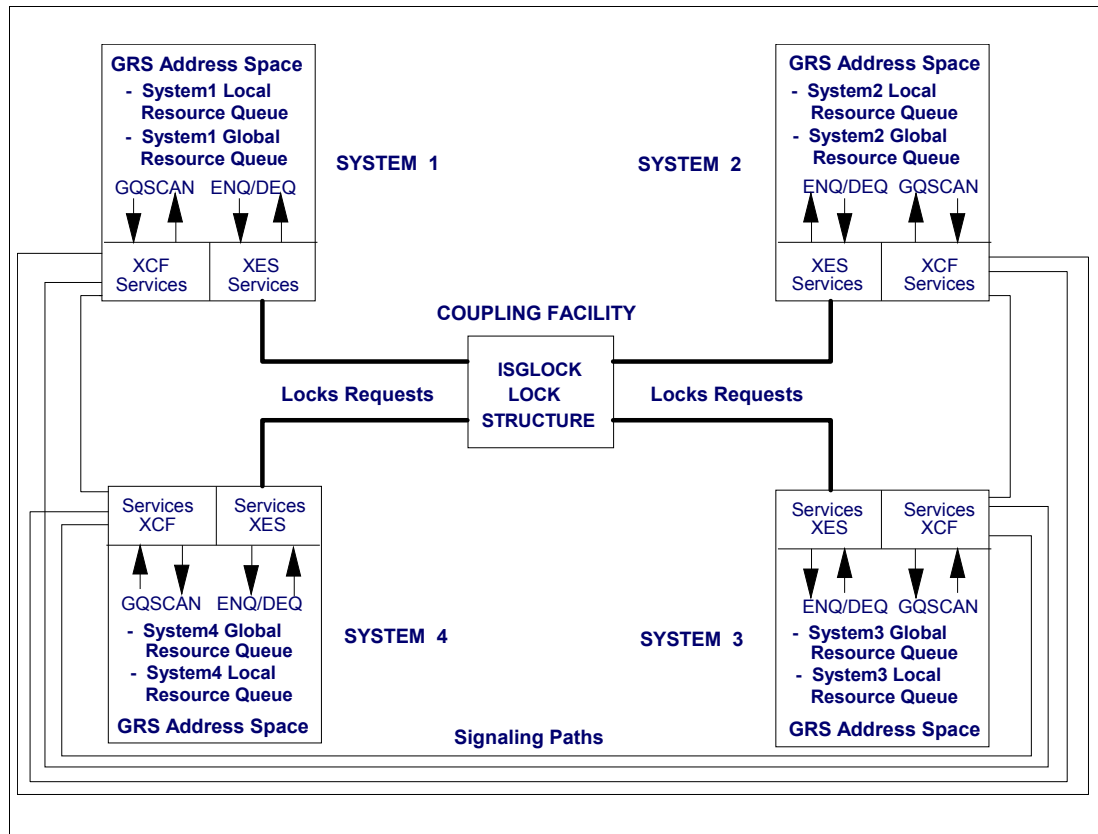 GRS Address Space
- System1 Local
Resource Queue
- System1 Global
Resource Queue
GQSCAN ENQ/DEQ
XCF
Services
XES
Services
SYSTEM 1
GRS Address Space
- System2 Local
Resource Queue
- System2 Global
Resource Queue
ENQ/DEQ GQSCAN
XES
Services
XCF
Services
SYSTEM 2
COUPLING FACILITY
ISGLOCK
LOCK
STRUCTURE
Locks Requests
Locks Requests
Services
XCF
Services
XES
GQSCAN ENQ/DEQ
- System4 Global
Resource Queue
- System4 Local
Resource Queue
GRS Address Space
SYSTEM 4
Services
XES
Services
XCF
ENQ/DEQ GQSCAN
- System3 Global
Resource Queue
- System3 Local
Resource Queue
GRS Address Space
SYSTEM 3
Signaling Paths